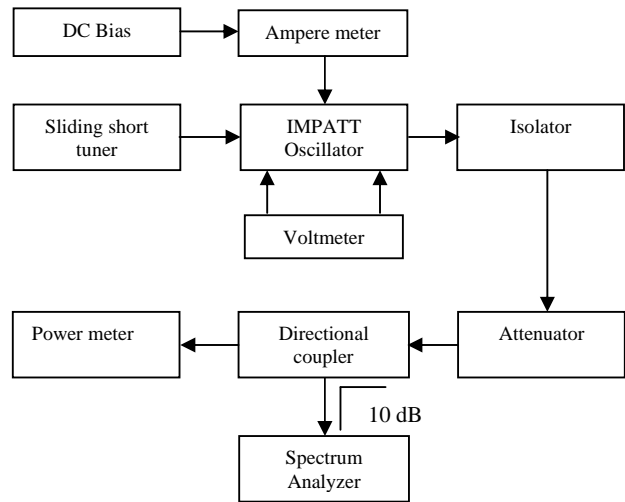 DC Bias
Ampere meter
Sliding short
tuner
IMPATT
Oscillator
Isolator
Voltmeter
Power meter
Directional
coupler
Attenuator
10 dB
Spectrum
Analyzer